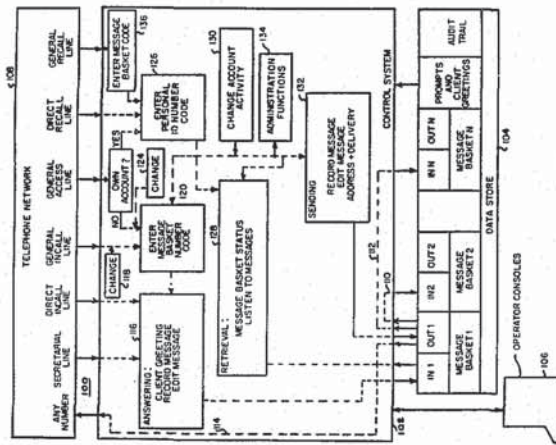 108
TELEPHONE NETWORK
ANY NUMBER
SECRETARIAL LINE
DIRECT INCALL LINE
GENERAL INCALL LINE
GENERAL ACCESS LINE
DIRECT RECALL LINE
GENERAL RECALL LINE
100
116
ANSWERING:
CLIENT GREETING
RECORD MESSAGE
EDIT MESSAGE
CHANGE
118
NO
OWN ACCOUNT?
YES
124
CHANGE
120
ENTER MESSAGE BASKET NUMBER CODE
136
ENTER MESSAGE BASKET CODE
126
ENTER PERSONAL ID NUMBER CODE
128
RETRIEVAL:
MESSAGE BASKET STATUS
LISTEN TO MESSAGES
130
CHANGE ACCOUNT ACTIVITY
134
ADMINISTRATION FUNCTIONS
132
SENDING
RECORD MESSAGE
EDIT MESSAGE
ADDRESS + DELIVERY
CONTROL SYSTEM
102
114
112
110
IN 1
OUT 1
MESSAGE BASKET 1
IN 2
OUT 2
MESSAGE BASKET 2
IN N
OUT N
MESSAGE BASKET N
PROMPTS AND CLIENT GREETINGS
AUDIT TRAIL
DATA STORE
104
OPERATOR CONSOLES
106